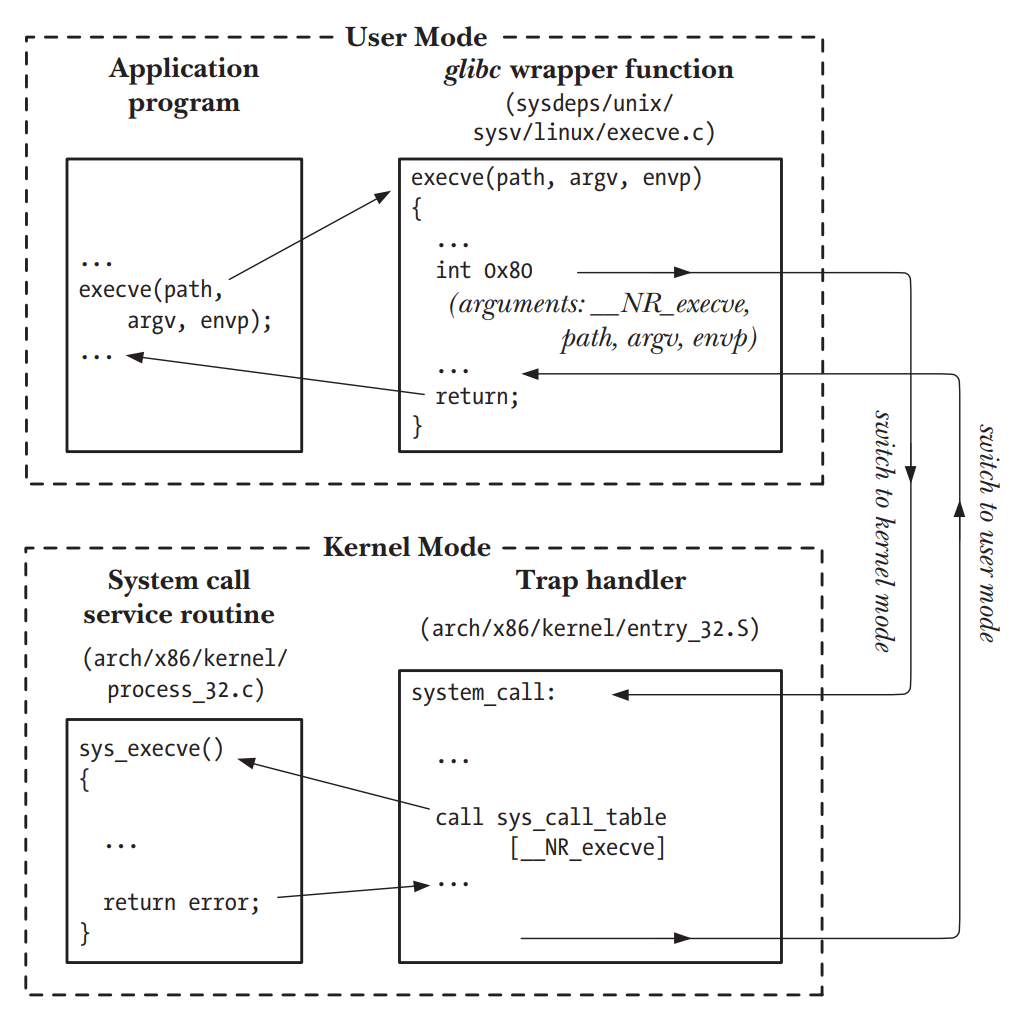 User Mode
Application
program
...
execve(path,
argv, envp);
...
glibc wrapper function
(sysdeps/unix/
sysv/linux/execve.c)
execve(path, argv, envp)
{
...
int 0x80
(arguments: __NR_execve,
path, argv, envp)
...
return;
}
switch to kernel mode
switch to user mode
Kernel Mode
System call
service routine
(arch/x86/kernel/
process_32.c)
sys_execve()
{
...
return error;
}
Trap handler
(arch/x86/kernel/entry_32.S)
system_call:
...
call sys_call_table
[__NR_execve]
...